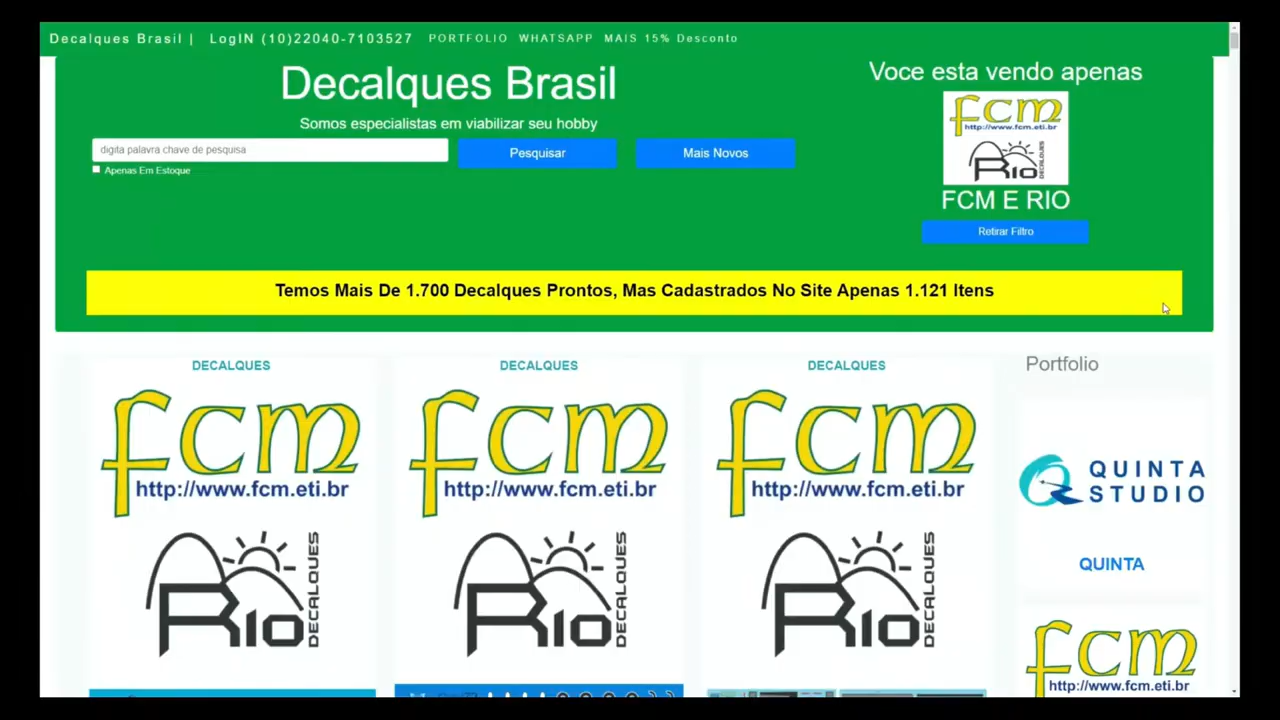 Decalques Brasil | LogIN (10)22040-7103527 PORTFOLIO WHATSAPP MAIS 15% Desconto
Decalques Brasil
Somos especialistas em viabilizar seu hobby
digita palavra chave de pesquisa
Pesquisar
Mais Novos
Apenas Em Estoque
Voce esta vendo apenas
fcm
http://www.fcm.eti.br
RIO DECALQUES
FCM E RIO
Retirar Filtro
Temos Mais De 1.700 Decalques Prontos, Mas Cadastrados No Site Apenas 1.121 Itens
DECALQUES
fcm
http://www.fcm.eti.br
RIO DECALQUES
DECALQUES
fcm
http://www.fcm.eti.br
RIO DECALQUES
DECALQUES
fcm
http://www.fcm.eti.br
RIO DECALQUES
Portfolio
QUINTA
STUDIO
QUINTA
fcm
http://www.fcm.eti.br